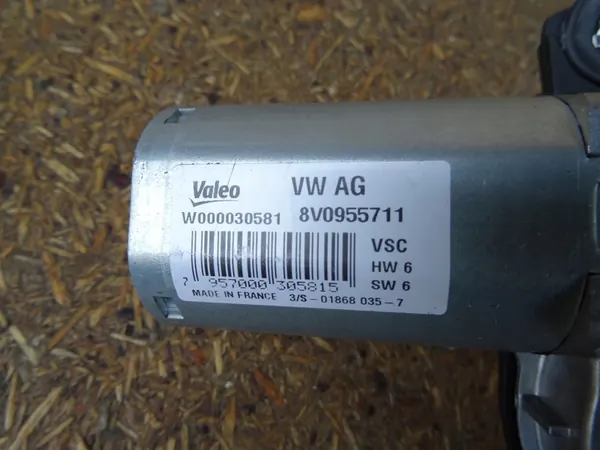 Valeo VW AG
W000030581 8V0955711
VSC
HW 6
7 957000 305815 SW 6
MADE IN FRANCE 3/S - 01868 035 - 7